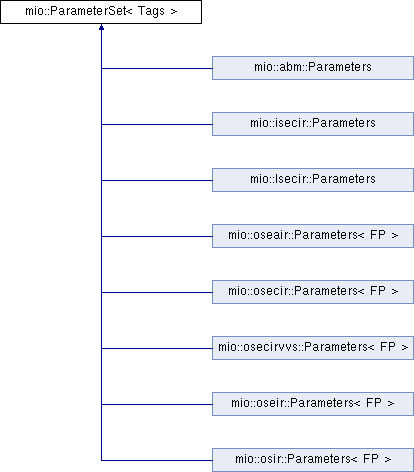 mio::ParameterSet< Tags >
mio::abm::Parameters
mio::isecir::Parameters
mio::lsecir::Parameters
mio::oseair::Parameters< FP >
mio::osecir::Parameters< FP >
mio::osecirvvs::Parameters< FP >
mio::oseir::Parameters< FP >
mio::osir::Parameters< FP >